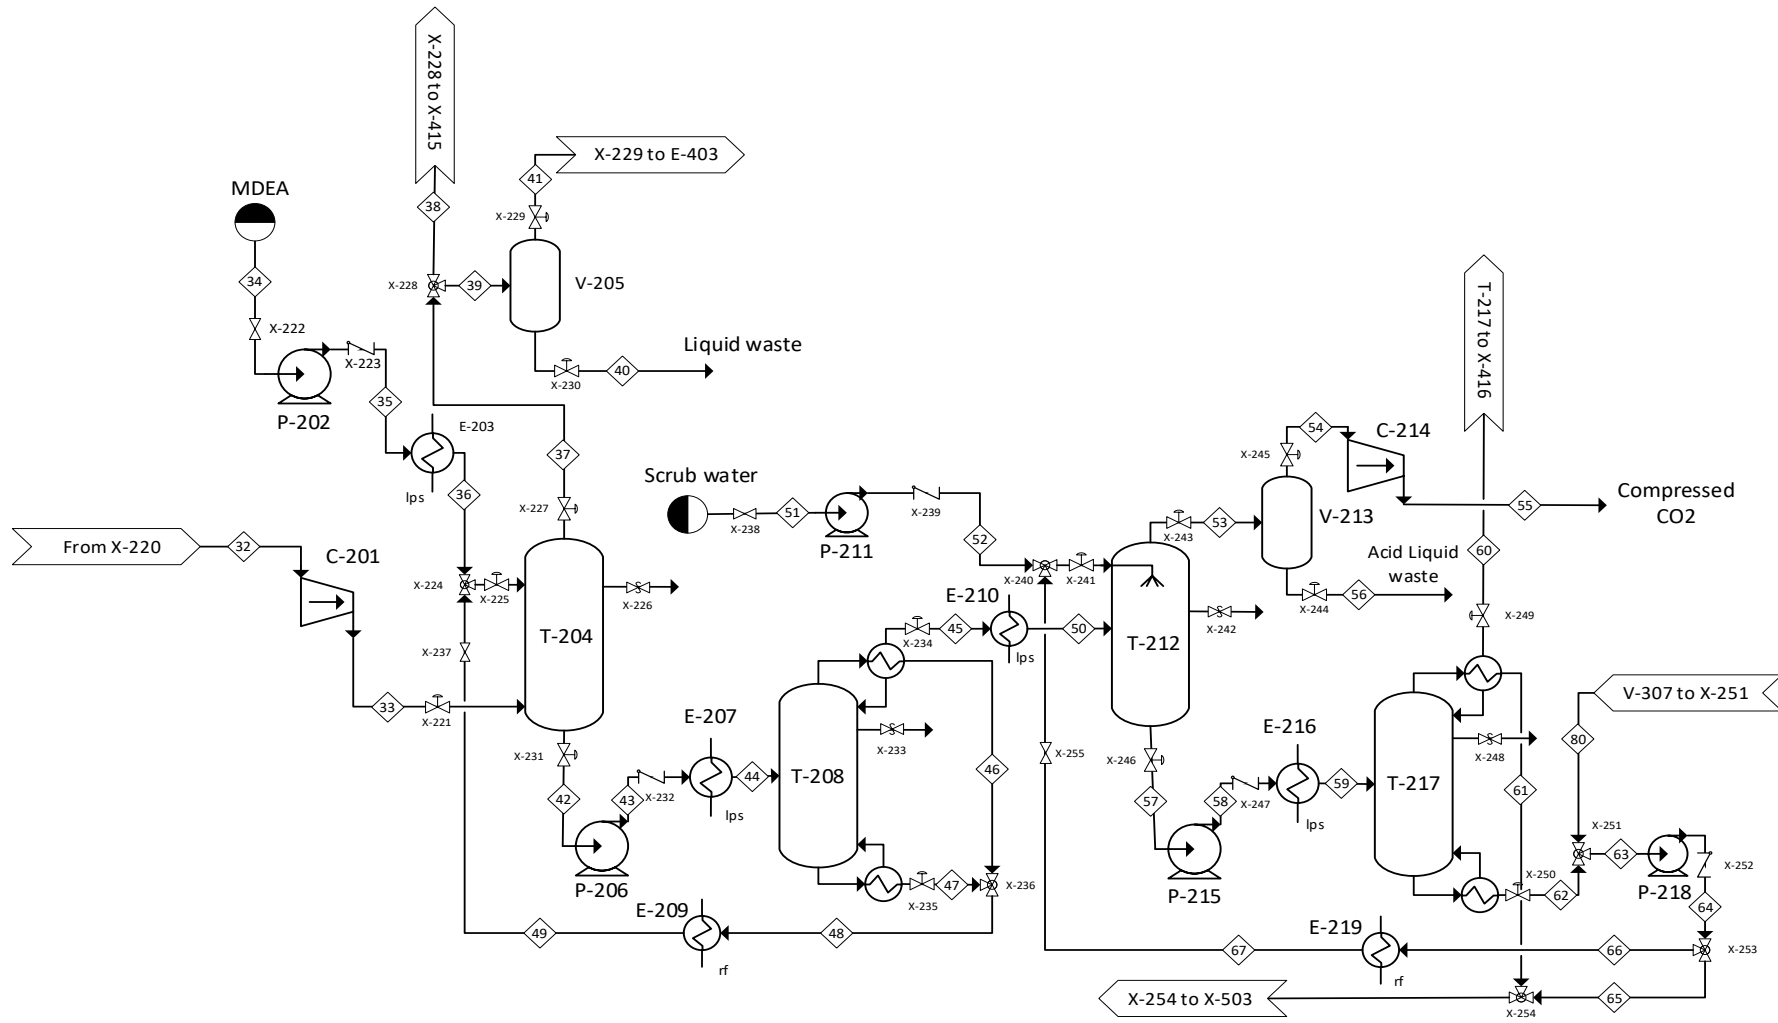 X-228 to X-415
X-229 to E-403
41
MDEA
38
X-229
34
X-228
39
V-205
T-217 to X-416
X-222
X-223
Liquid waste
X-230
40
P-202
35
E-203
lps
36
37
54
C-214
X-245
Scrub water
X-227
X-238
51
X-239
P-211
52
X-243
53
V-213
55
Compressed
CO2
From X-220
32
C-201
X-224
X-225
X-226
T-204
X-240
X-241
Acid Liquid
waste
X-244
56
60
E-210
lps
X-234
45
50
T-212
X-242
X-249
X-237
33
X-221
X-231
E-207
lps
X-233
T-208
46
X-255
X-246
E-216
lps
T-217
X-248
V-307 to X-251
80
42
43
X-232
44
57
58
X-247
59
61
P-206
X-235
47
X-236
P-215
X-250
62
X-251
63
P-218
X-252
64
49
E-209
rf
48
67
E-219
rf
66
X-253
X-254 to X-503
X-254
65